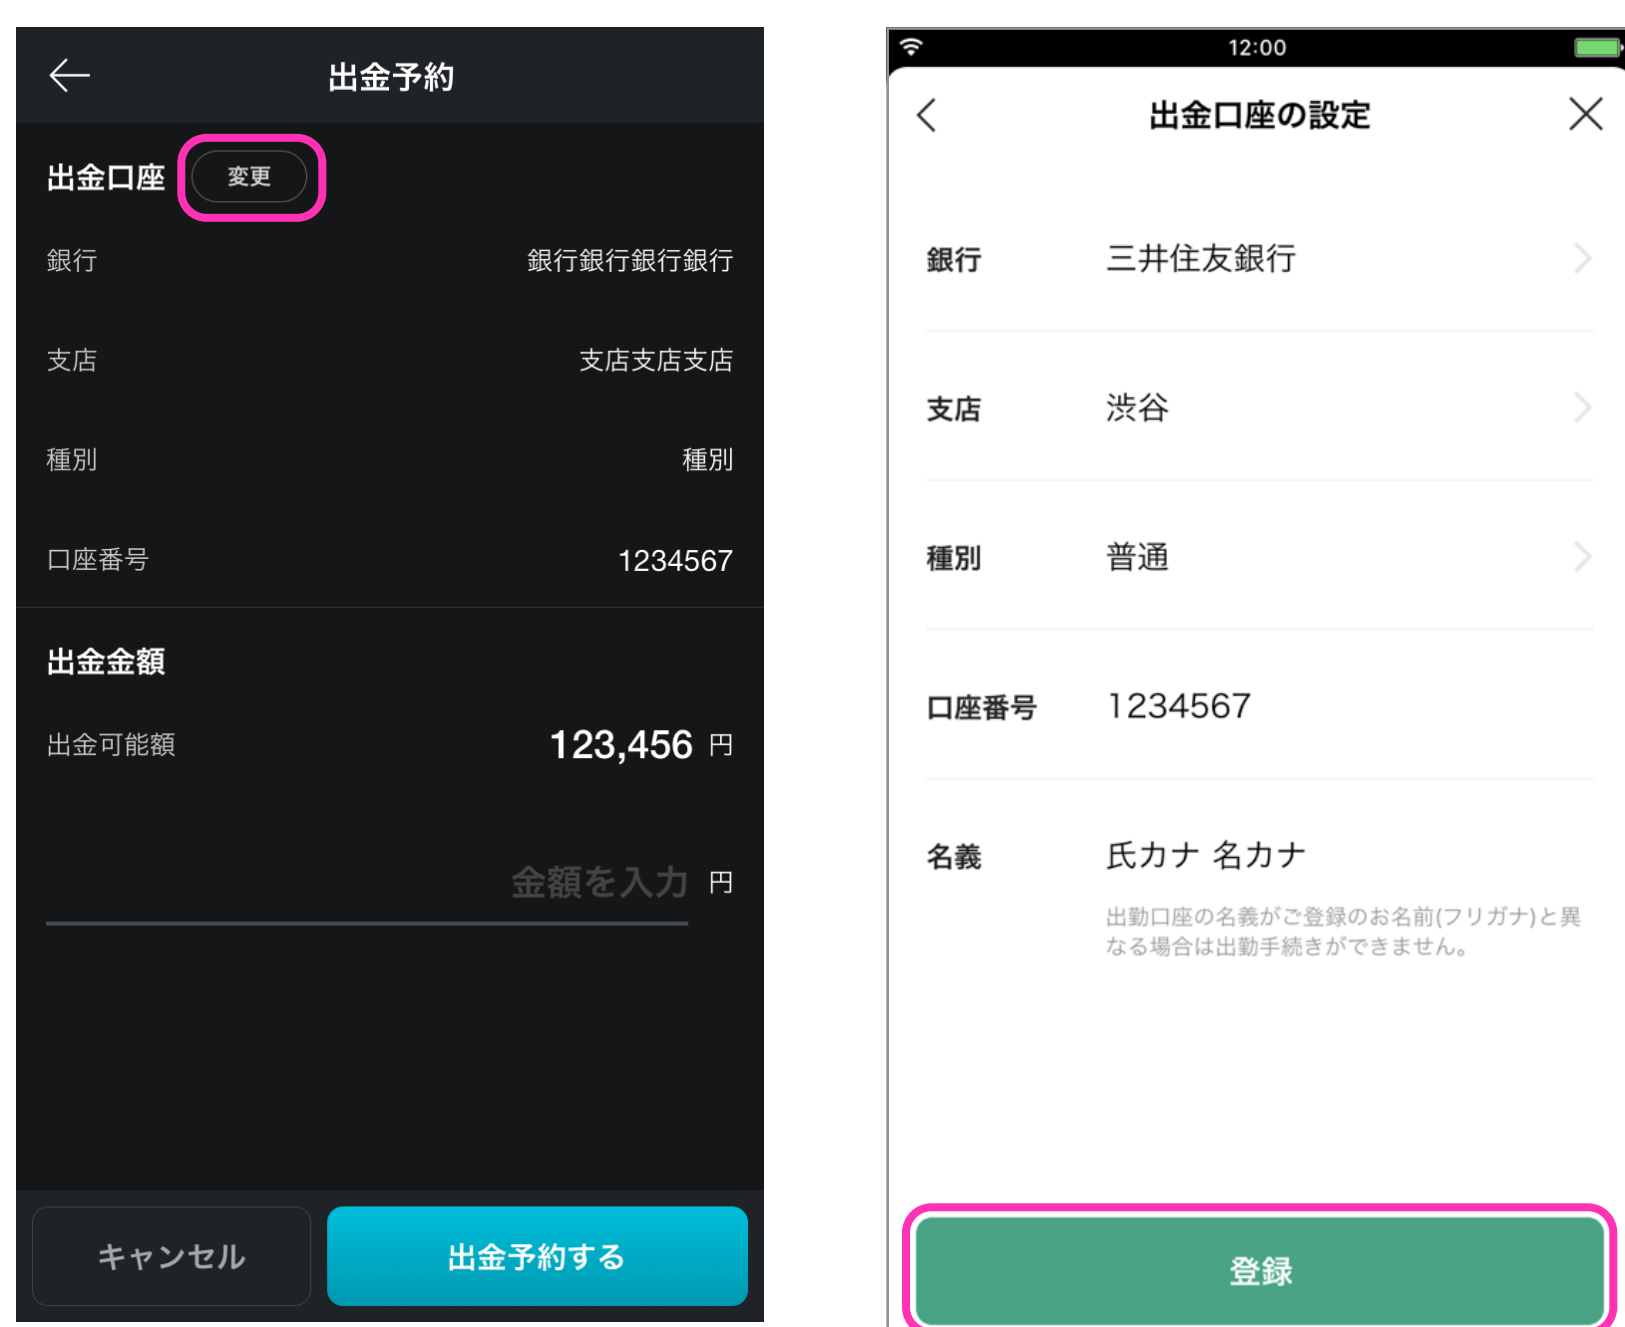 出金予約
出金口座 変更
銀行 銀行銀行銀行銀行
支店 支店支店支店
種別 種別
口座番号 1234567
出金金額
出金可能額 123,456 円
金額を入力 円
キャンセル 出金予約する
12:00
出金口座の設定
銀行 三井住友銀行
支店 渋谷
種別 普通
口座番号 1234567
名義 氏カナ 名カナ
出勤口座の名義がご登録のお名前(フリガナ)と異
なる場合は出勤手続きができません。
登録